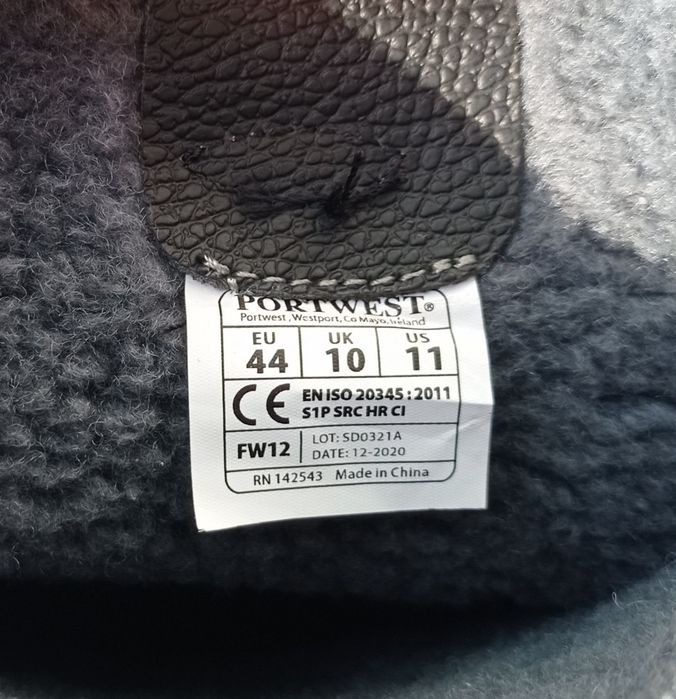 PORTWEST®
Portwest, Westport, Co Mayo, Ireland
EU UK US
44 10 11
CE EN ISO 20345:2011
S1P SRC HR CI
FW12 LOT: SD0321A
DATE: 12-2020
RN 142543 Made in China